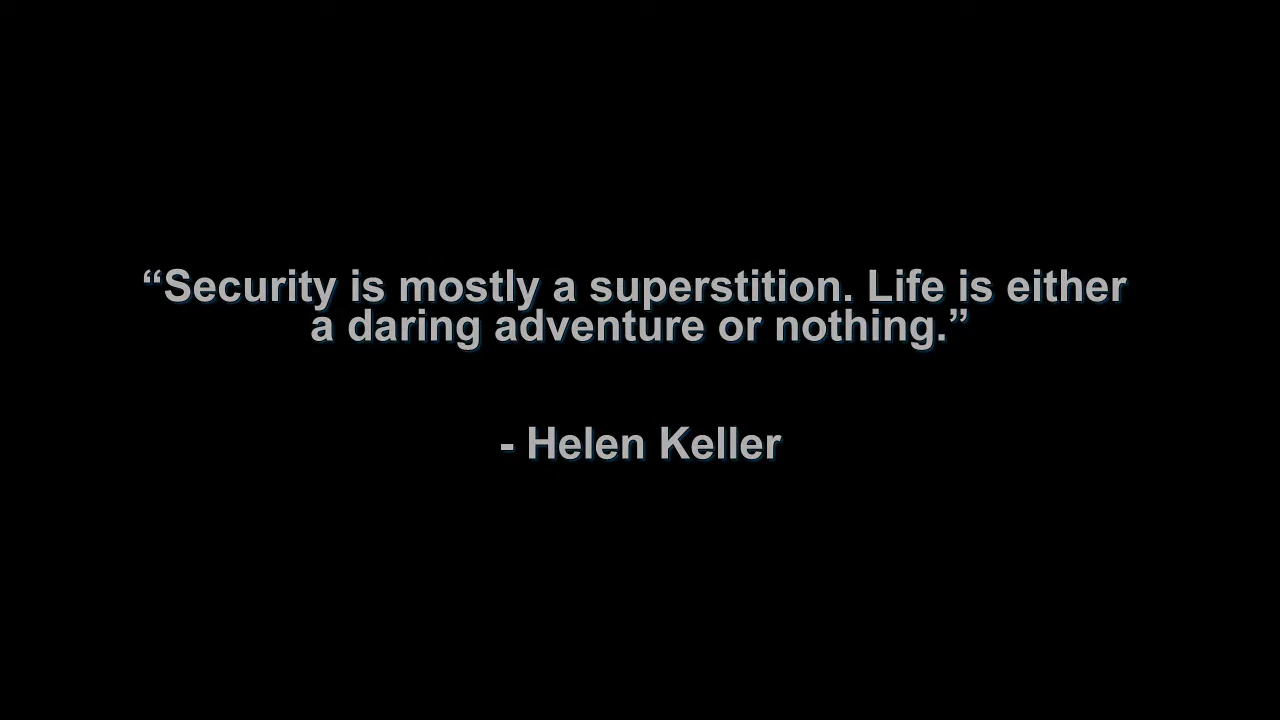 “Security is mostly a superstition. Life is either
a daring adventure or nothing.”
- Helen Keller